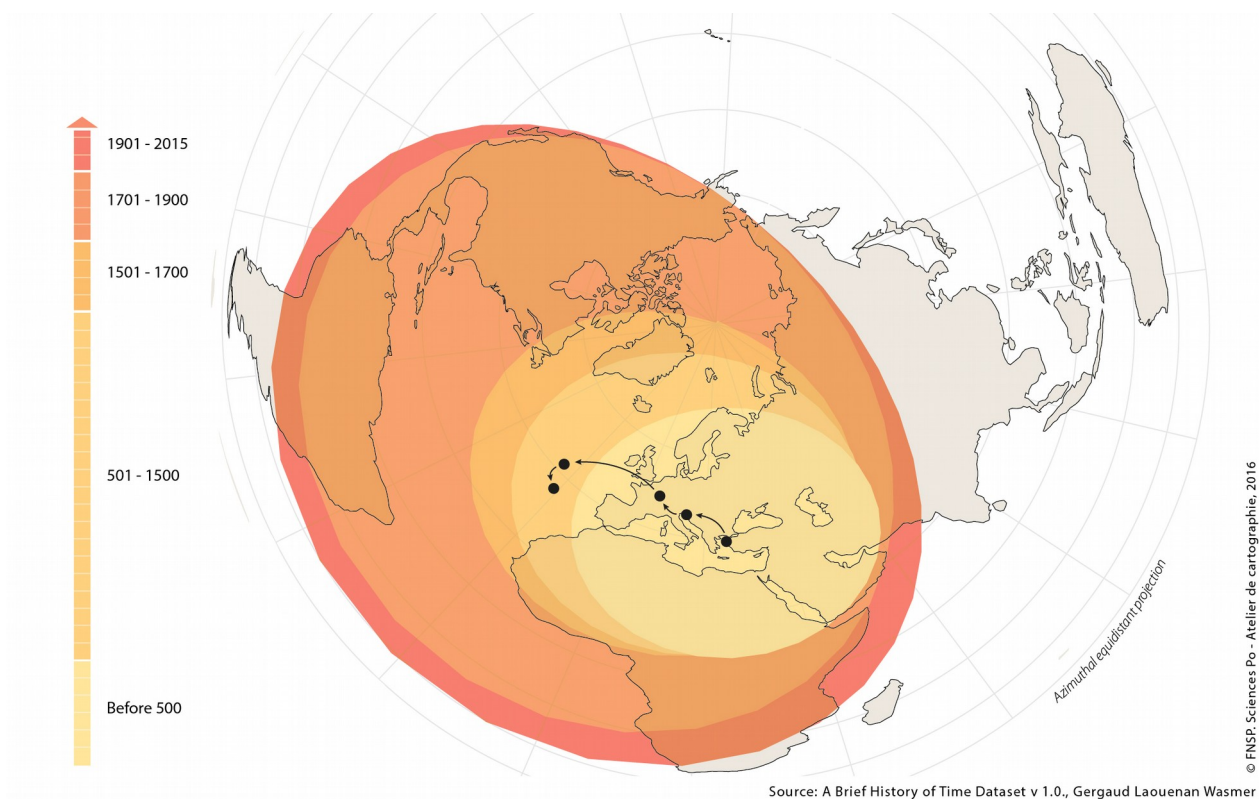 1901 - 2015
1701 - 1900
1501 - 1700
501 - 1500
Before 500
Azimuthal equidistant projection
© FNSP. Sciences Po - Atelier de cartographie, 2016
Source: A Brief History of Time Dataset v 1.0., Gergaud Laouenan Wasmer